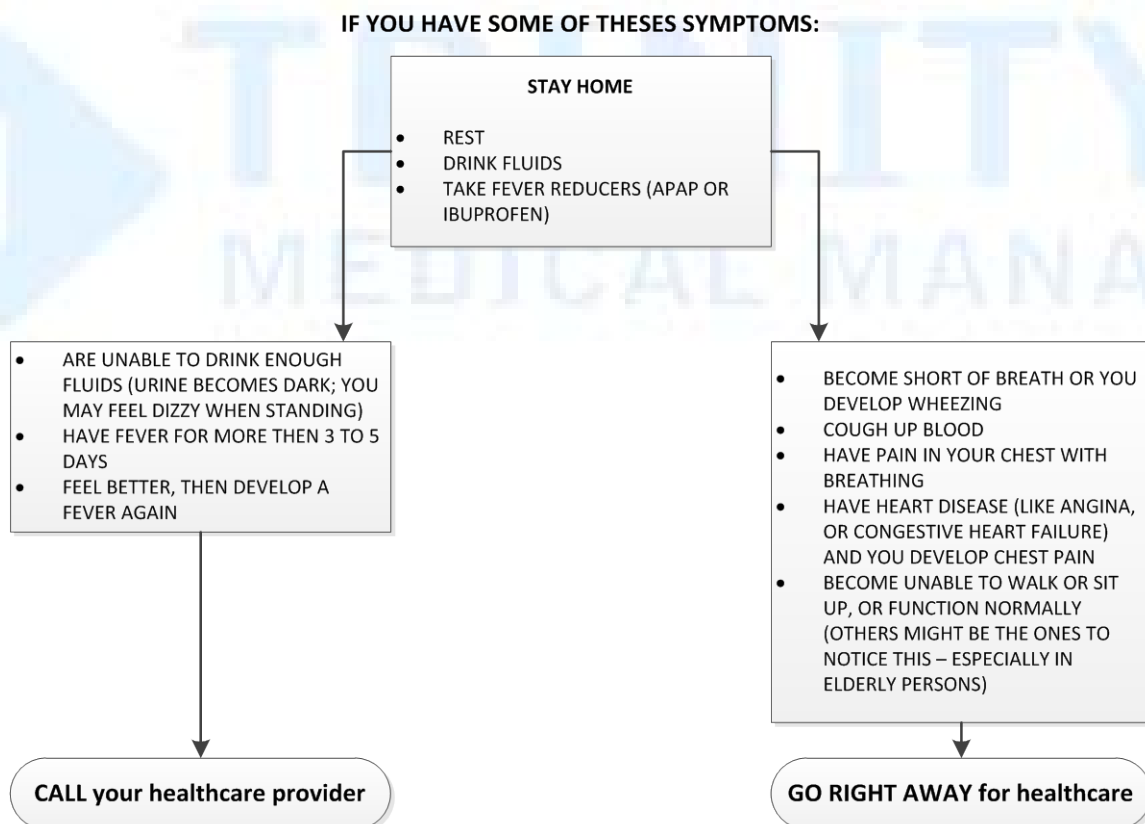 IF YOU HAVE SOME OF THESES SYMPTOMS:
STAY HOME
• REST
• DRINK FLUIDS
• TAKE FEVER REDUCERS (APAP OR
IBUPROFEN)
• ARE UNABLE TO DRINK ENOUGH
FLUIDS (URINE BECOMES DARK; YOU
MAY FEEL DIZZY WHEN STANDING)
• HAVE FEVER FOR MORE THEN 3 TO 5
DAYS
• FEEL BETTER, THEN DEVELOP A
FEVER AGAIN
CALL your healthcare provider
• BECOME SHORT OF BREATH OR YOU
DEVELOP WHEEZING
• COUGH UP BLOOD
• HAVE PAIN IN YOUR CHEST WITH
BREATHING
• HAVE HEART DISEASE (LIKE ANGINA,
OR CONGESTIVE HEART FAILURE)
AND YOU DEVELOP CHEST PAIN
• BECOME UNABLE TO WALK OR SIT
UP, OR FUNCTION NORMALLY
(OTHERS MIGHT BE THE ONES TO
NOTICE THIS – ESPECIALLY IN
ELDERLY PERSONS)
GO RIGHT AWAY for healthcare
TRINITY
MEDICAL MANA